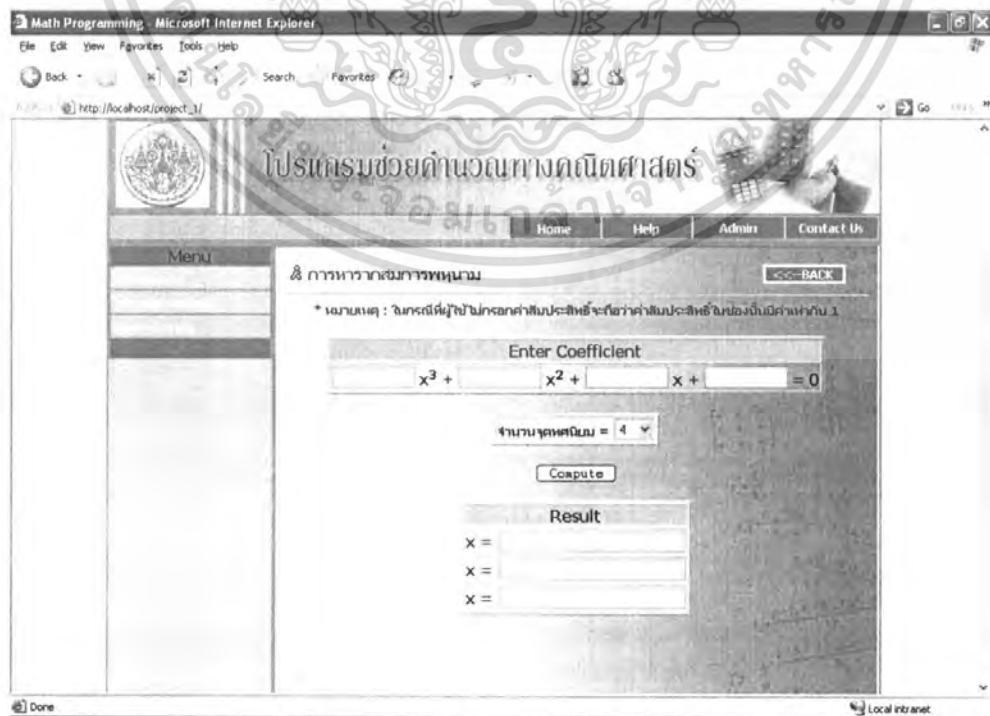 Math Programming - Microsoft Internet Explorer
File Edit View Favorites Tools Help
Back Search Favorites
http://localhost/project_1/ Go
โปรแกรมช่วยคำนวณทางคณิตศาสตร์
Home Help Admin Contact Us
Menu
การหารากสมการพหุนาม <<--BACK
* หมายเหตุ : ในกรณีที่ผู้ใช้ไม่กรอกค่าสัมประสิทธิ์จะถือว่าค่าสัมประสิทธิ์ในช่องนั้นมีค่าเท่ากับ 1
Enter Coefficient
x³ + x² + x + = 0
จำนวนจุดทศนิยม = 4
Compute
Result
x =
x =
x =
Done Local intranet